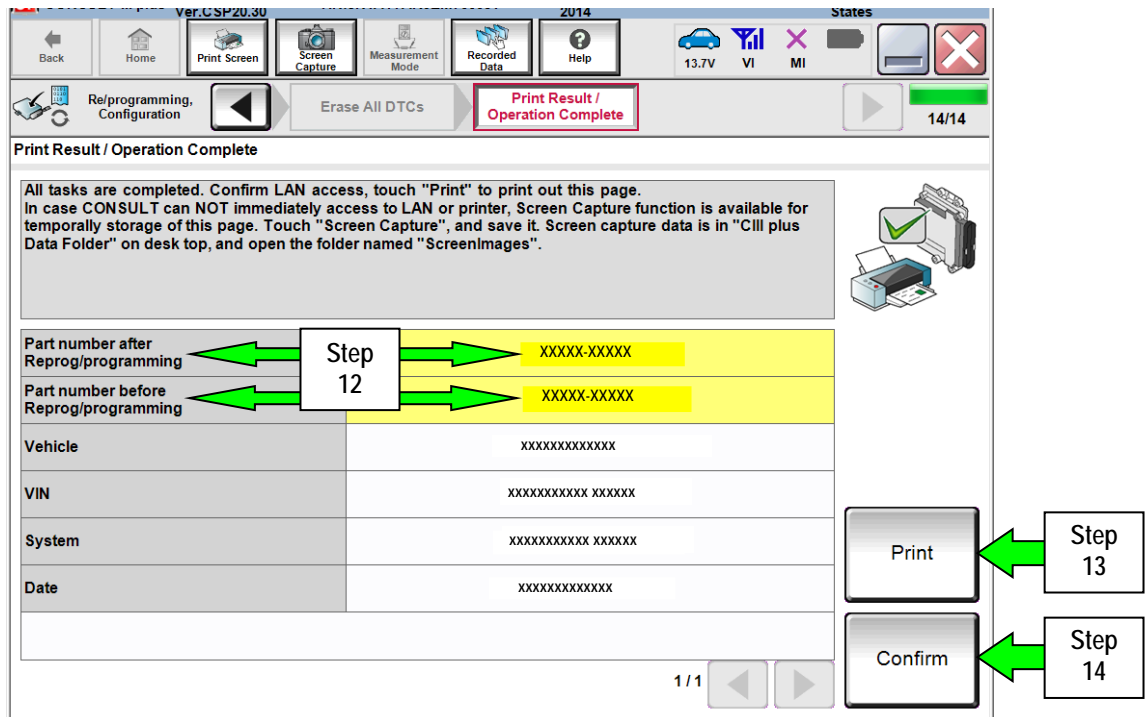 Ver.CSP20.30
2014
States
Back
Home
Print Screen
Screen
Capture
Measurement
Mode
Recorded
Data
Help
13.7V
VI
MI
Re/programming,
Configuration
Erase All DTCs
Print Result /
Operation Complete
14/14
Print Result / Operation Complete
All tasks are completed. Confirm LAN access, touch "Print" to print out this page.
In case CONSULT can NOT immediately access to LAN or printer, Screen Capture function is available for
temporally storage of this page. Touch "Screen Capture", and save it. Screen capture data is in "CIII plus
Data Folder" on desk top, and open the folder named "ScreenImages".
Part number after
Reprog/programming
Step
12
XXXXX-XXXXX
Part number before
Reprog/programming
XXXXX-XXXXX
Vehicle
XXXXXXXXXXXXX
VIN
XXXXXXXXXXX XXXXXX
System
XXXXXXXXXXX XXXXXX
Date
XXXXXXXXXXXXX
Print
Step
13
Confirm
Step
14
1/1